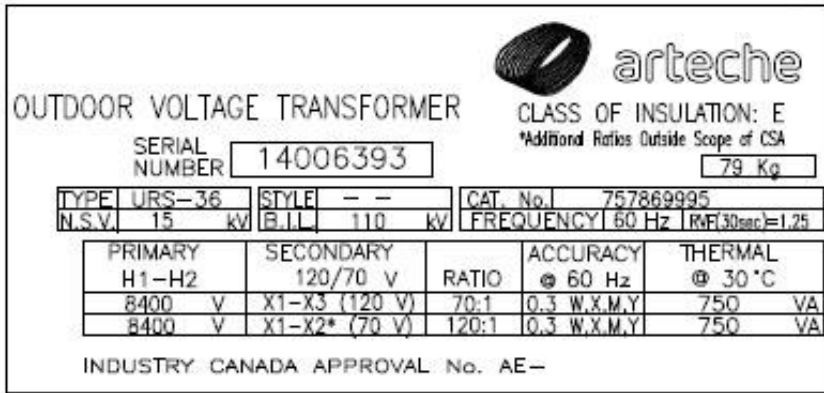 arteche
OUTDOOR VOLTAGE TRANSFORMER
CLASS OF INSULATION: E
*Additional Ratios Outside Scope of CSA
SERIAL NUMBER 14006393
79 Kg
TYPE URS-36 STYLE - - CAT. No. 757869995
N.S.V. 15 kV B.I.L. 110 kV FREQUENCY 60 Hz RVF(30sec)=1.25
PRIMARY SECONDARY ACCURACY THERMAL
H1-H2 120/70 V RATIO @ 60 Hz @ 30°C
8400 V X1-X3 (120 V) 70:1 0.3 W,X,M,Y 750 VA
8400 V X1-X2* (70 V) 120:1 0.3 W,X,M,Y 750 VA
INDUSTRY CANADA APPROVAL No. AE-